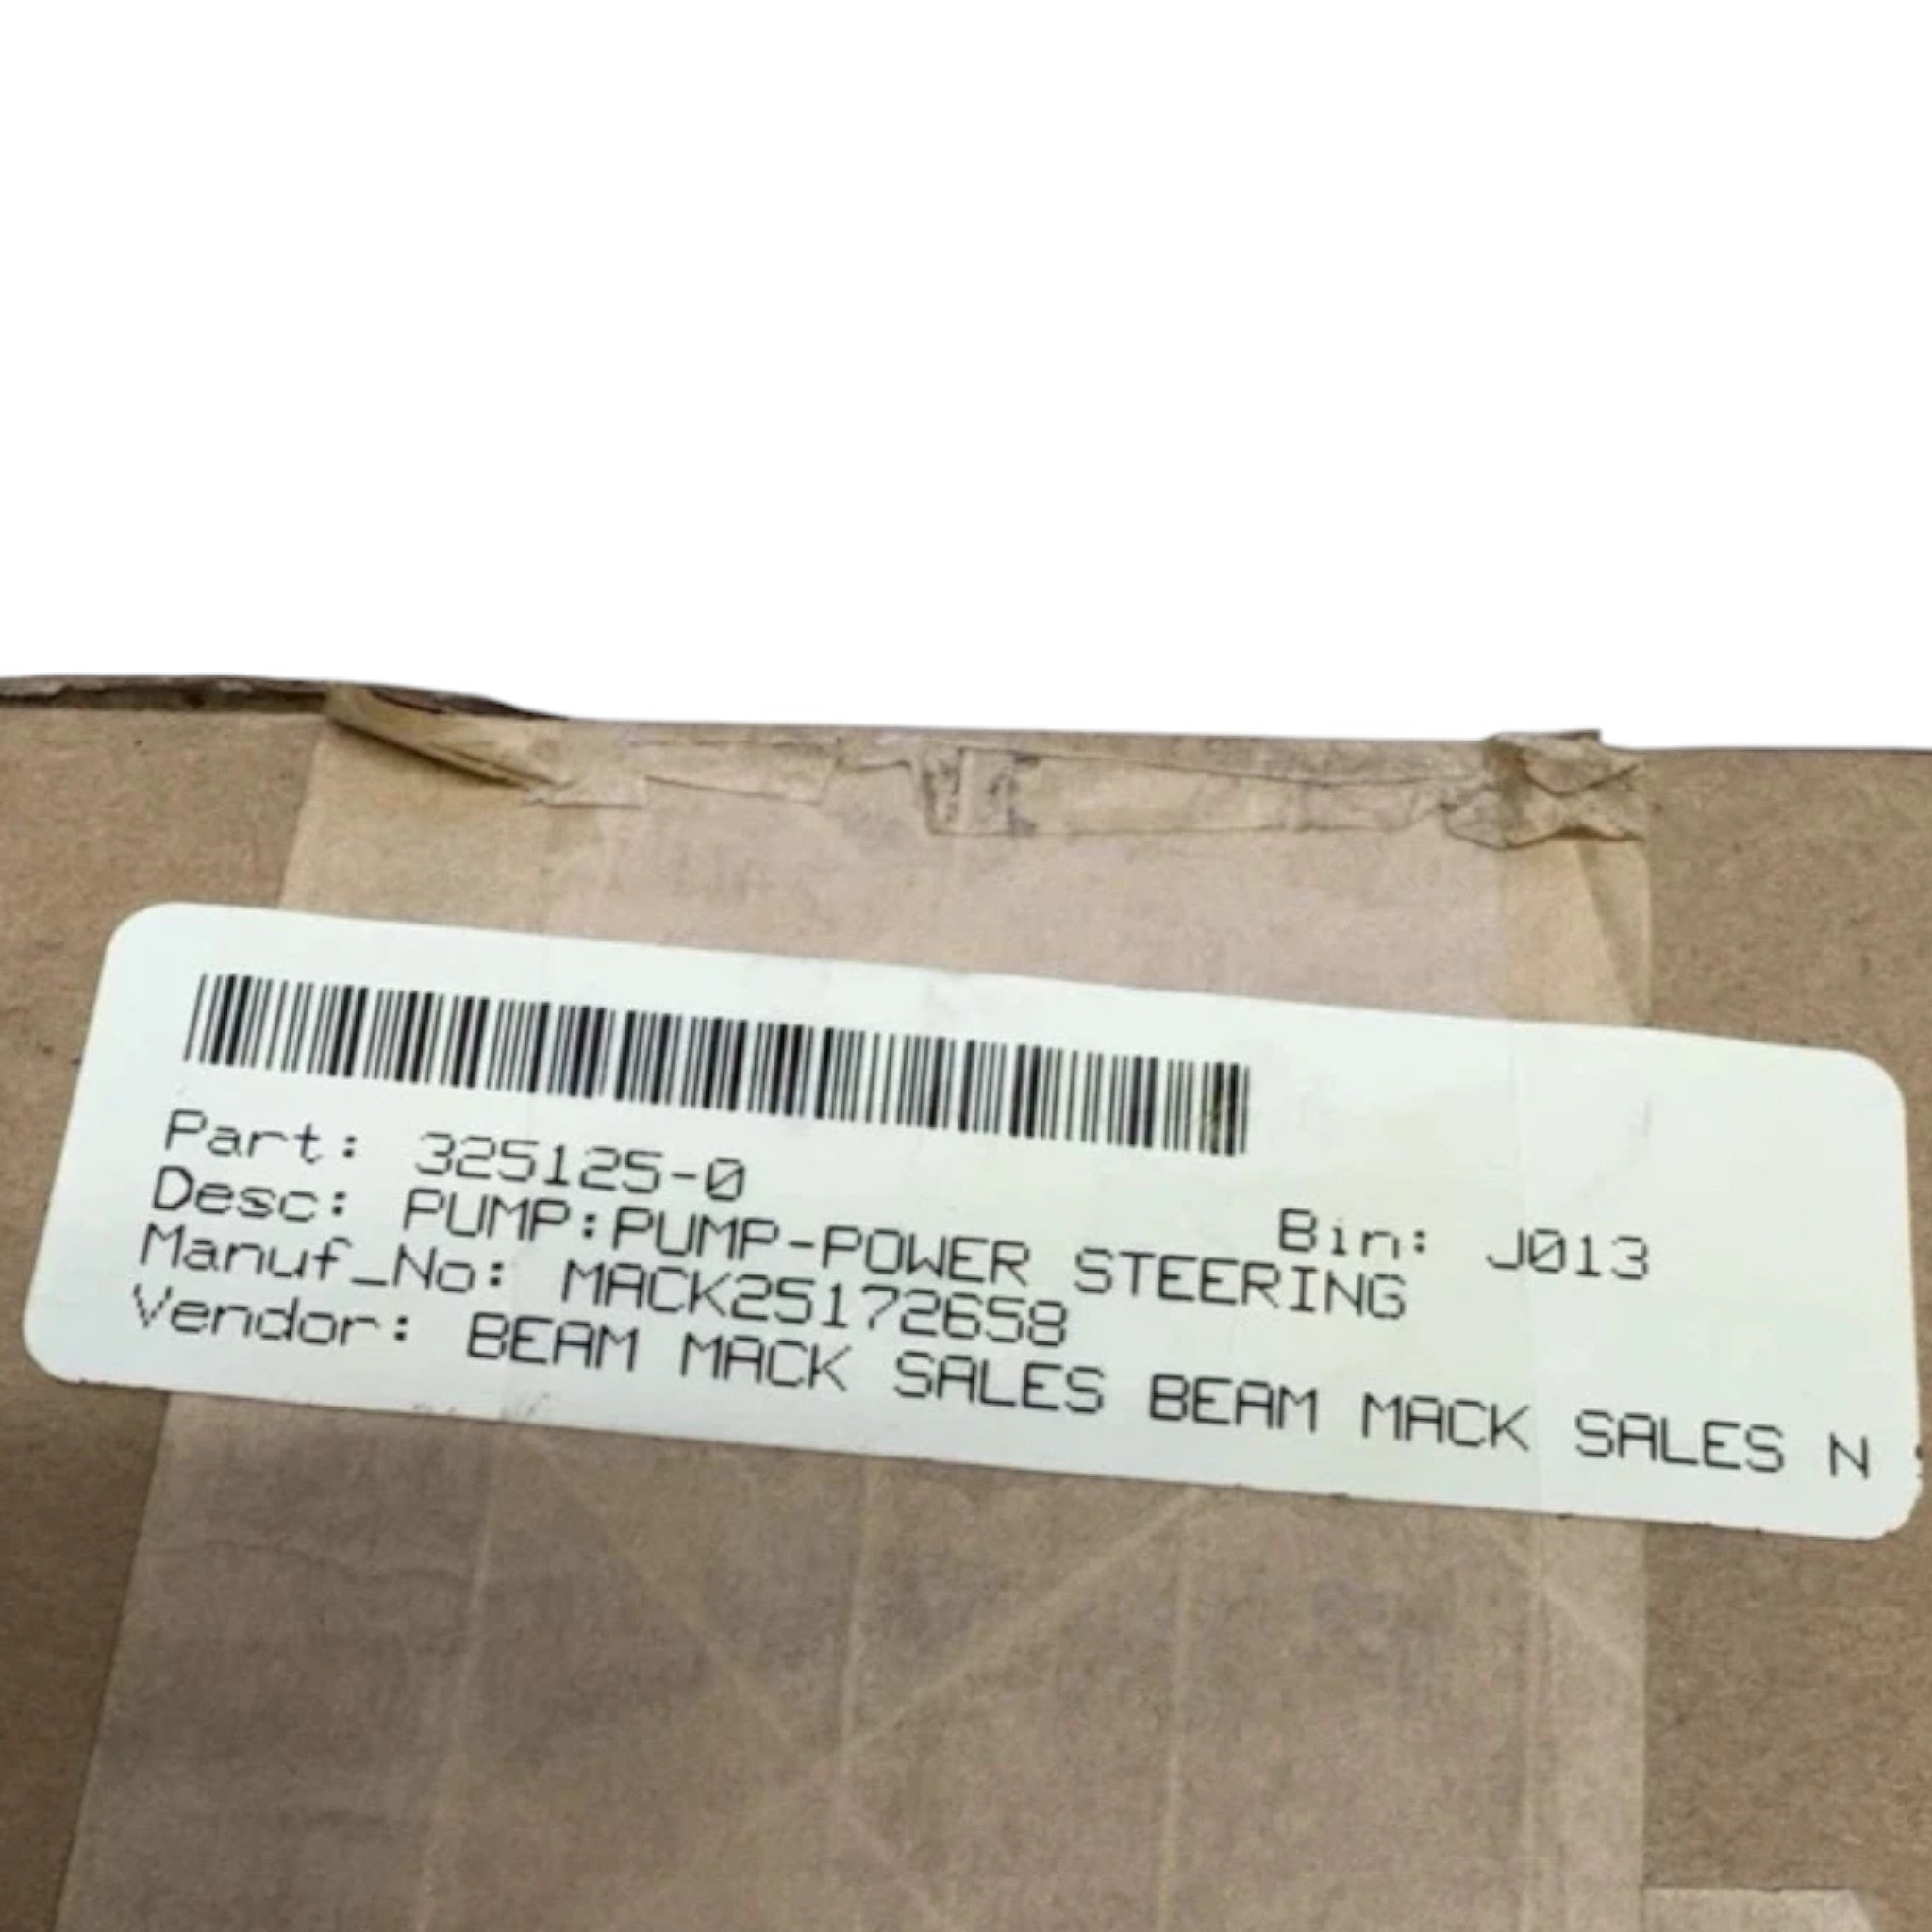 Part: 325125-0
Bin: J013
Desc: PUMP:PUMP-POWER STEERING
Manuf_No: MACK25172658
Vendor: BEAM MACK SALES BEAM MACK SALES N